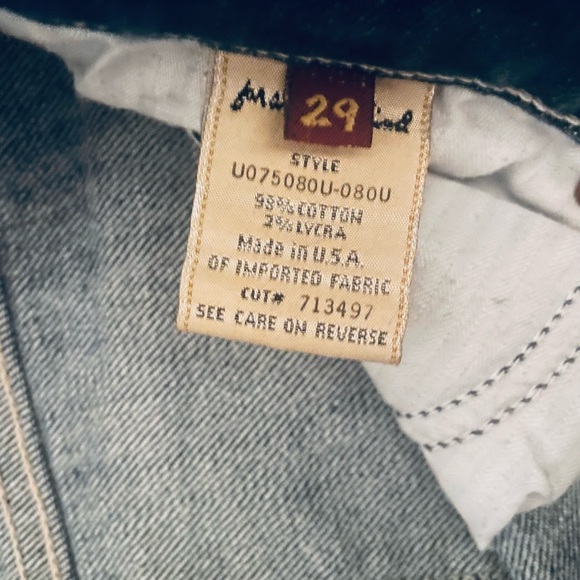 29
STYLE
U075080U-080U
98% COTTON
2% LYCRA
Made in U.S.A.
OF IMPORTED FABRIC
CUT# 713497
SEE CARE ON REVERSE